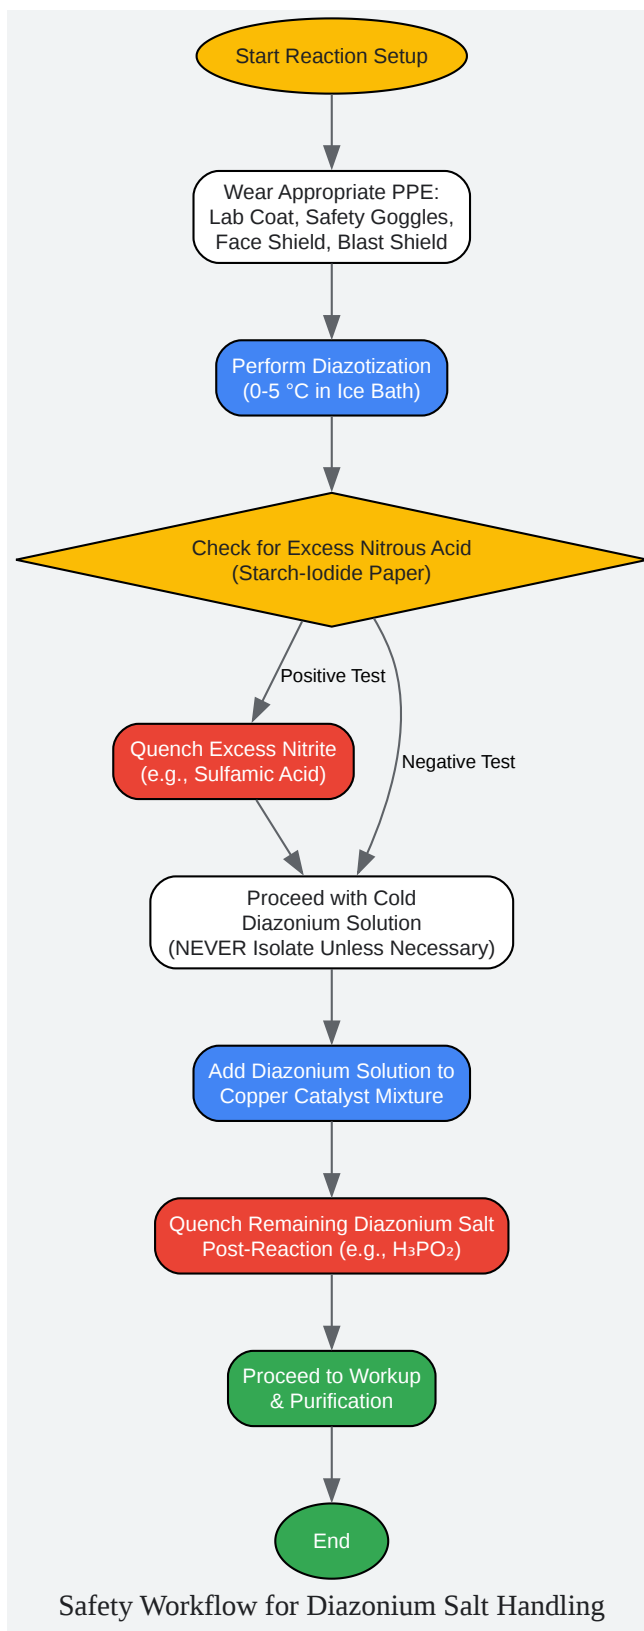 Start Reaction Setup
Wear Appropriate PPE:
Lab Coat, Safety Goggles,
Face Shield, Blast Shield
Perform Diazotization
(0-5 °C in Ice Bath)
Check for Excess Nitrous Acid
(Starch-Iodide Paper)
Positive Test
Quench Excess Nitrite
(e.g., Sulfamic Acid)
Negative Test
Proceed with Cold
Diazonium Solution
(NEVER Isolate Unless Necessary)
Add Diazonium Solution to
Copper Catalyst Mixture
Quench Remaining Diazonium Salt
Post-Reaction (e.g., H₃PO₂)
Proceed to Workup
& Purification
End
Safety Workflow for Diazonium Salt Handling